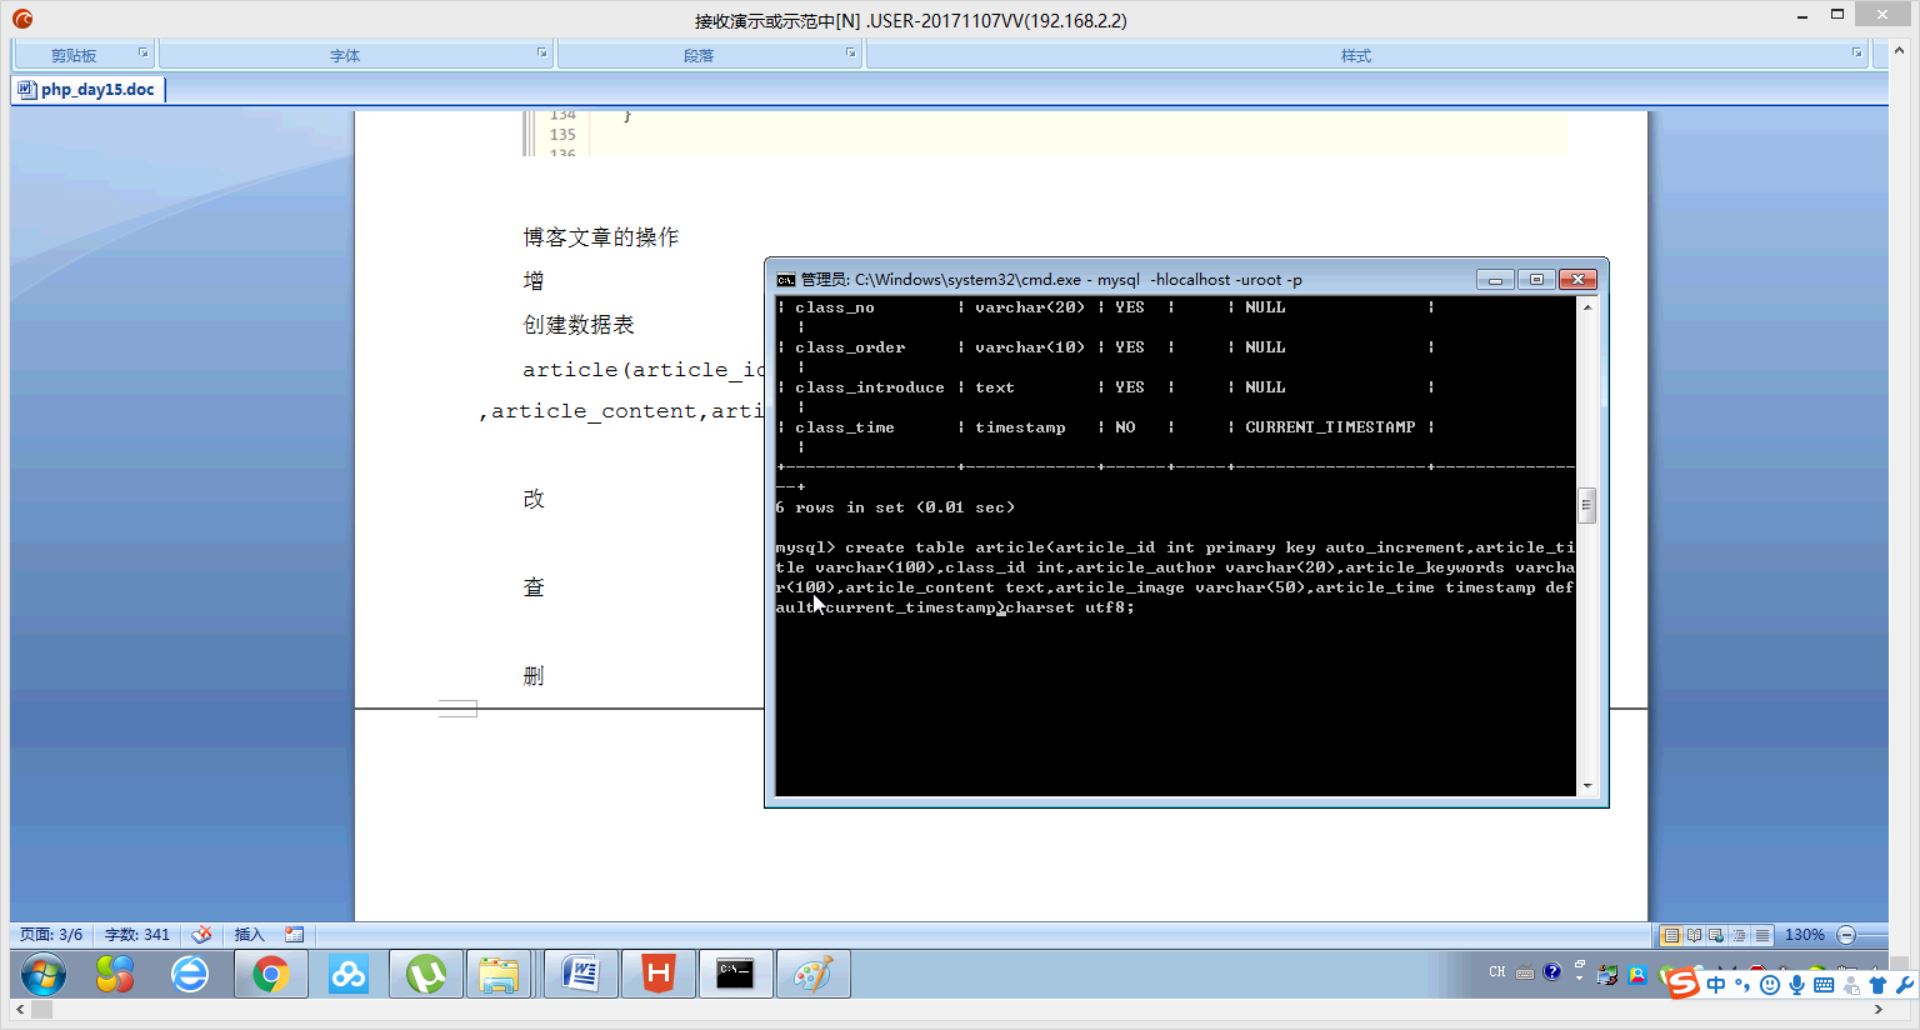 接收演示或示范中[N] .USER-20171107VV(192.168.2.2)
剪贴板 字体 段落 样式
php_day15.doc
134 }
135
136
博客文章的操作
增
创建数据表
article(article_id
,article_content,arti
改
查
删
管理员: C:\Windows\system32\cmd.exe - mysql -hlocalhost -uroot -p
| class_no | varchar(20) | YES | | NULL |
|
| class_order | varchar(10) | YES | | NULL |
|
| class_introduce | text | YES | | NULL |
|
| class_time | timestamp | NO | | CURRENT_TIMESTAMP |
|
+-----------------+-------------+------+-----+-------------------+--------------
--+
6 rows in set (0.01 sec)
mysql> create table article(article_id int primary key auto_increment,article_ti
tle varchar(100),class_id int,article_author varchar(20),article_keywords varcha
r(100),article_content text,article_image varchar(50),article_time timestamp def
ault current_timestamp)charset utf8;
页面: 3/6 字数: 341 插入 130%
CH
中